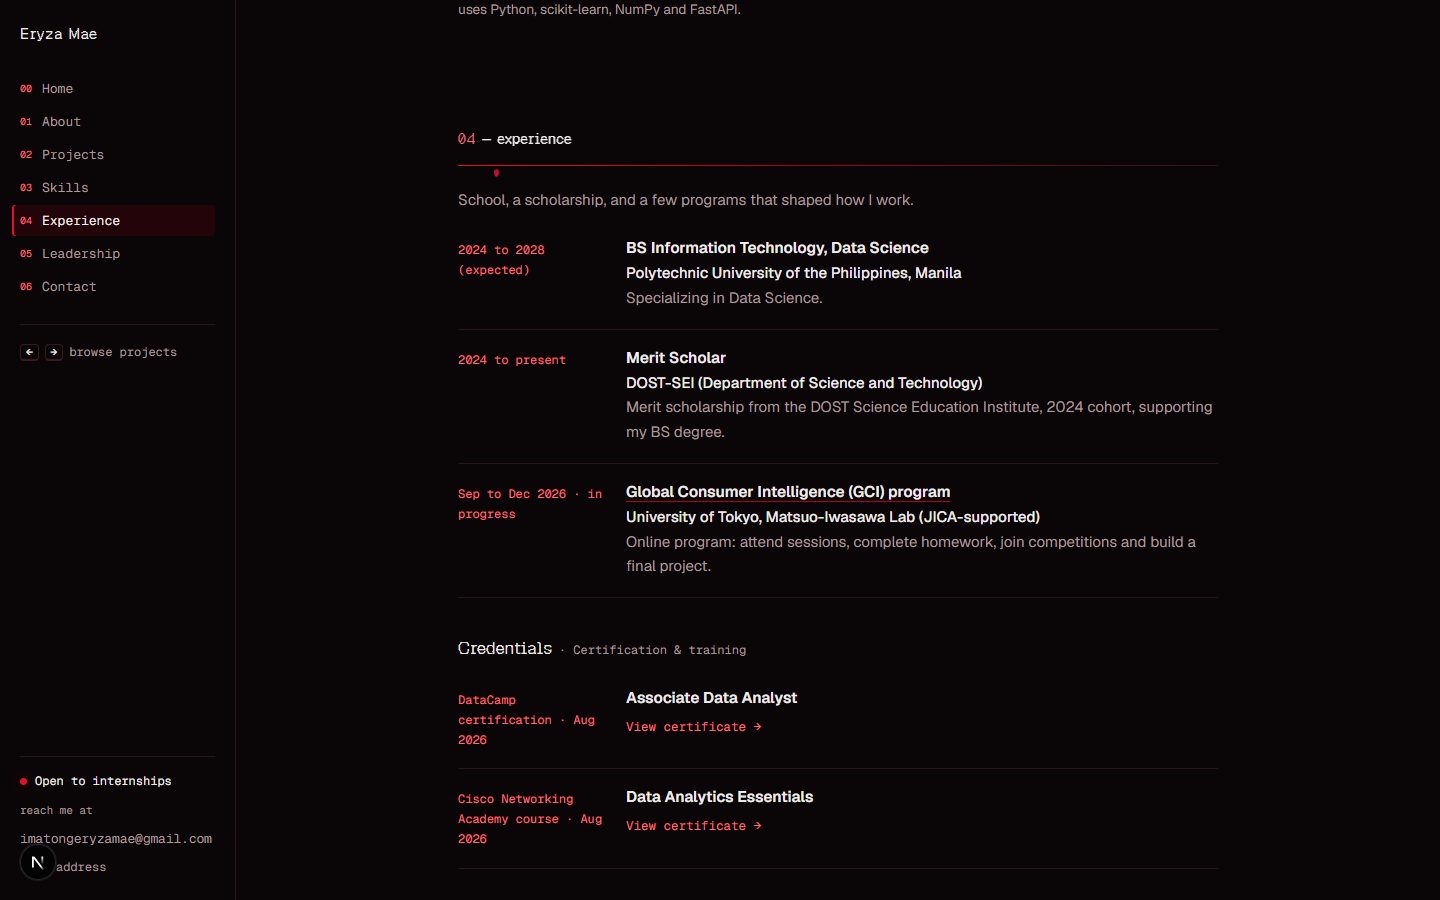 Eryza Mae
00 Home
01 About
02 Projects
03 Skills
04 Experience
05 Leadership
06 Contact
← → browse projects
Open to internships
reach me at
imatongeryzamae@gmail.com
N
address
uses Python, scikit-learn, NumPy and FastAPI.
04 — experience
School, a scholarship, and a few programs that shaped how I work.
2024 to 2028
(expected)
BS Information Technology, Data Science
Polytechnic University of the Philippines, Manila
Specializing in Data Science.
2024 to present
Merit Scholar
DOST-SEI (Department of Science and Technology)
Merit scholarship from the DOST Science Education Institute, 2024 cohort, supporting
my BS degree.
Sep to Dec 2026 · in
progress
Global Consumer Intelligence (GCI) program
University of Tokyo, Matsuo-Iwasawa Lab (JICA-supported)
Online program: attend sessions, complete homework, join competitions and build a
final project.
Credentials · Certification & training
DataCamp
certification · Aug
2026
Associate Data Analyst
View certificate →
Cisco Networking
Academy course · Aug
2026
Data Analytics Essentials
View certificate →